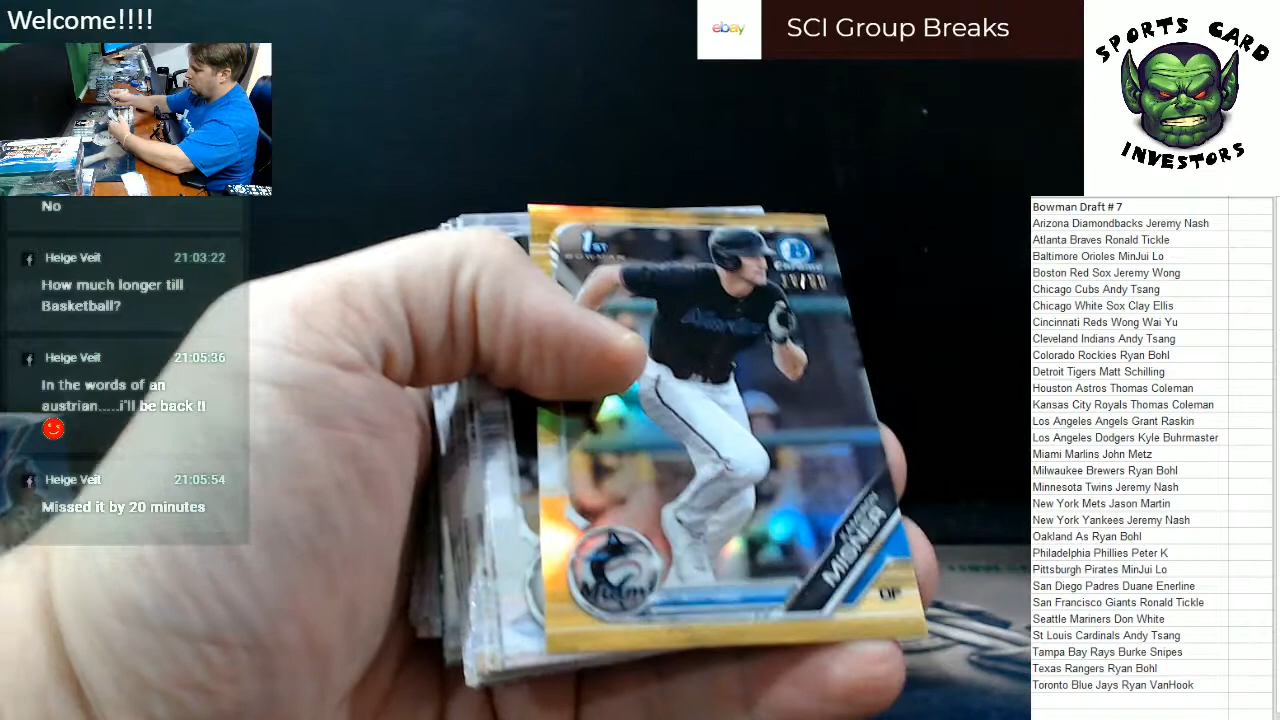 Welcome!!!!
ebay
SCI Group Breaks
SPORTS CARD
INVESTORS
No
Helge Veit 21:03:22
How much longer till
Basketball?
Helge Veit 21:05:36
In the words of an
austrian.....i'll be back !!
Helge Veit 21:05:54
Missed it by 20 minutes
1ST
BOWMAN
Chrome
MISNER
OF
Bowman Draft # 7
Arizona Diamondbacks Jeremy Nash
Atlanta Braves Ronald Tickle
Baltimore Orioles MinJui Lo
Boston Red Sox Jeremy Wong
Chicago Cubs Andy Tsang
Chicago White Sox Clay Ellis
Cincinnati Reds Wong Wai Yu
Cleveland Indians Andy Tsang
Colorado Rockies Ryan Bohl
Detroit Tigers Matt Schilling
Houston Astros Thomas Coleman
Kansas City Royals Thomas Coleman
Los Angeles Angels Grant Raskin
Los Angeles Dodgers Kyle Buhrmaster
Miami Marlins John Metz
Milwaukee Brewers Ryan Bohl
Minnesota Twins Jeremy Nash
New York Mets Jason Martin
New York Yankees Jeremy Nash
Oakland As Ryan Bohl
Philadelphia Phillies Peter K
Pittsburgh Pirates MinJui Lo
San Diego Padres Duane Enerline
San Francisco Giants Ronald Tickle
Seattle Mariners Don White
St Louis Cardinals Andy Tsang
Tampa Bay Rays Burke Snipes
Texas Rangers Ryan Bohl
Toronto Blue Jays Ryan VanHook